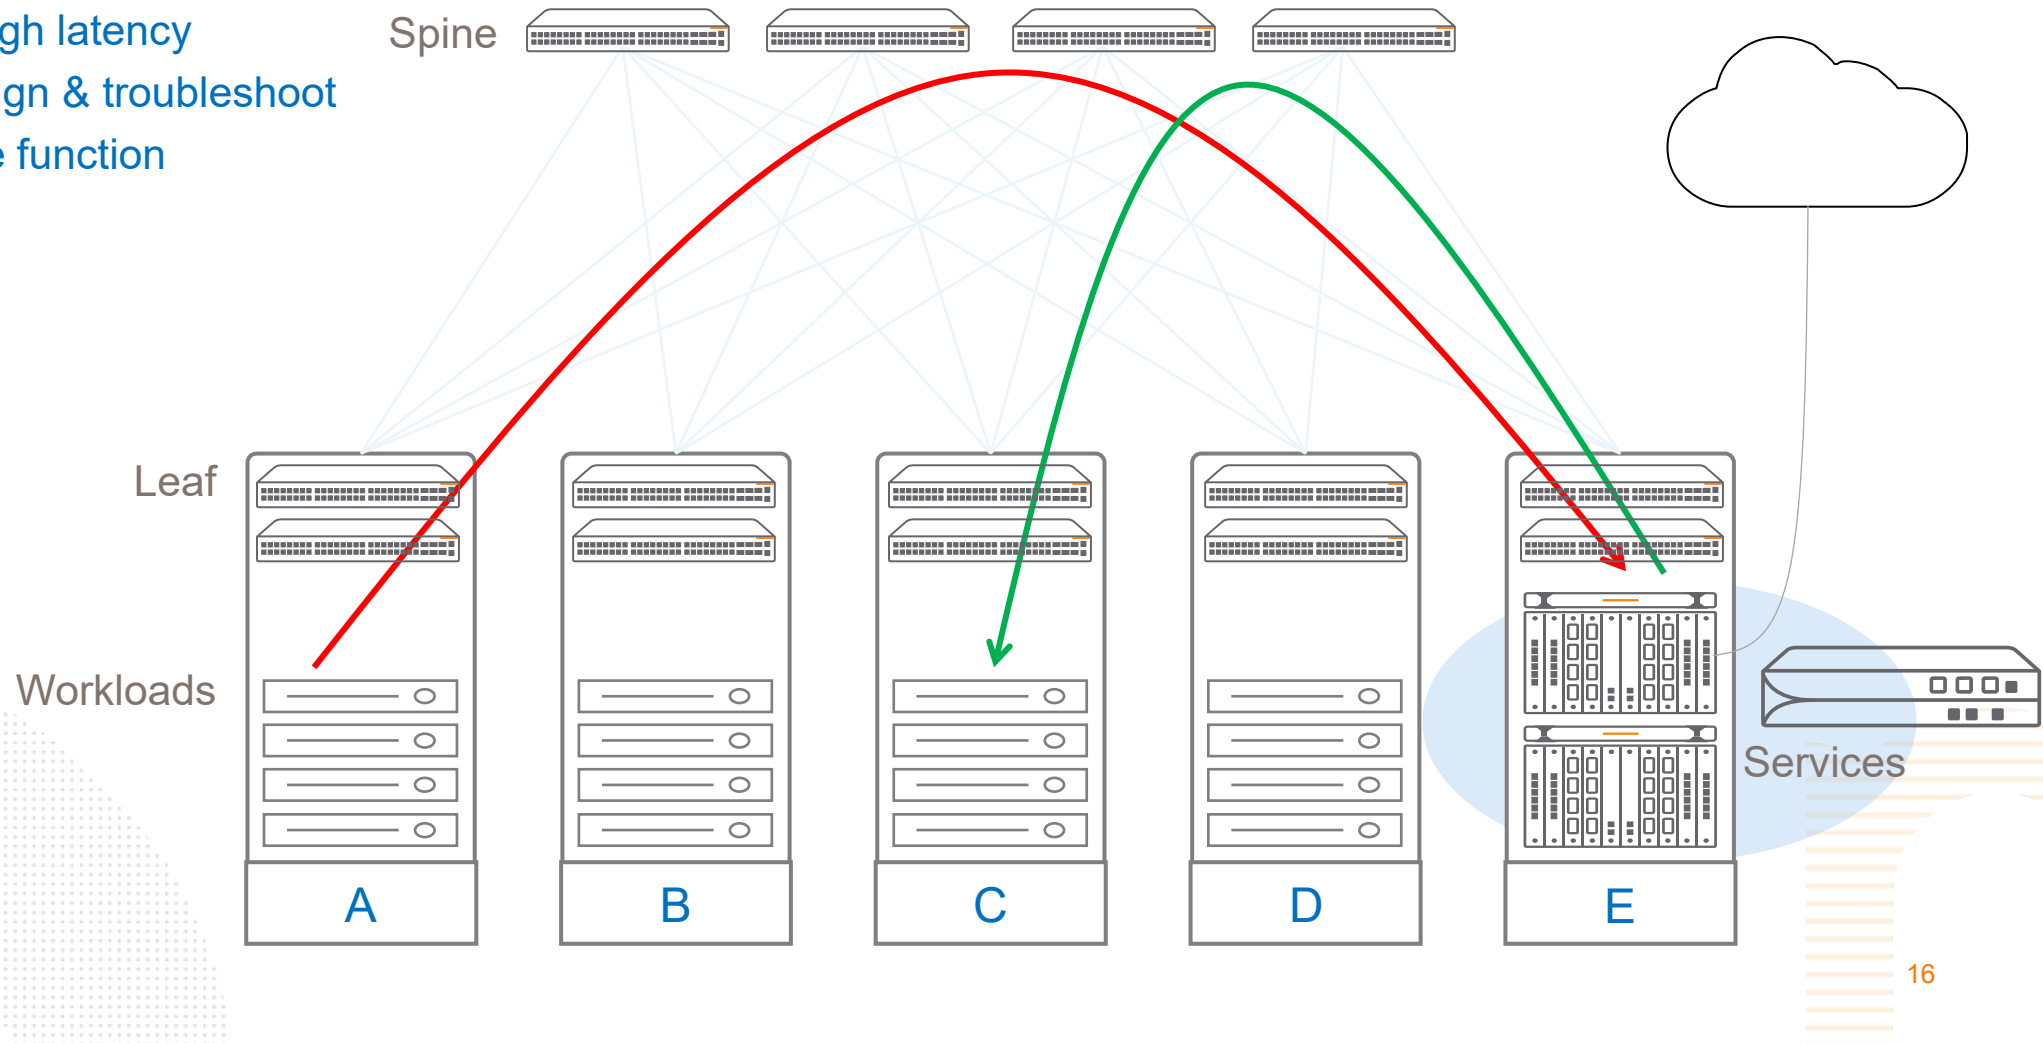 gh latency
gn & troubleshoot
e function
Spine
Leaf
Workloads
Services
A
B
C
D
E
16